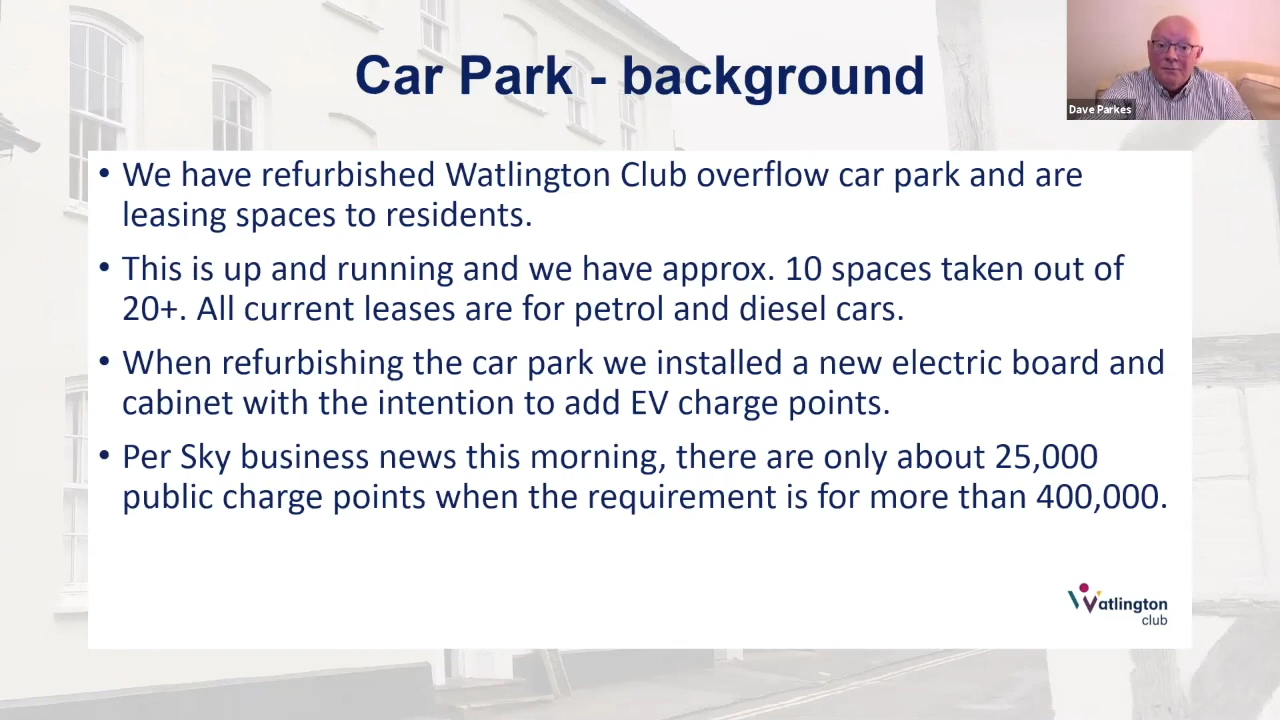 Car Park - background
Dave Parkes
• We have refurbished Watlington Club overflow car park and are
leasing spaces to residents.
• This is up and running and we have approx. 10 spaces taken out of
20+. All current leases are for petrol and diesel cars.
• When refurbishing the car park we installed a new electric board and
cabinet with the intention to add EV charge points.
• Per Sky business news this morning, there are only about 25,000
public charge points when the requirement is for more than 400,000.
Watlington
club